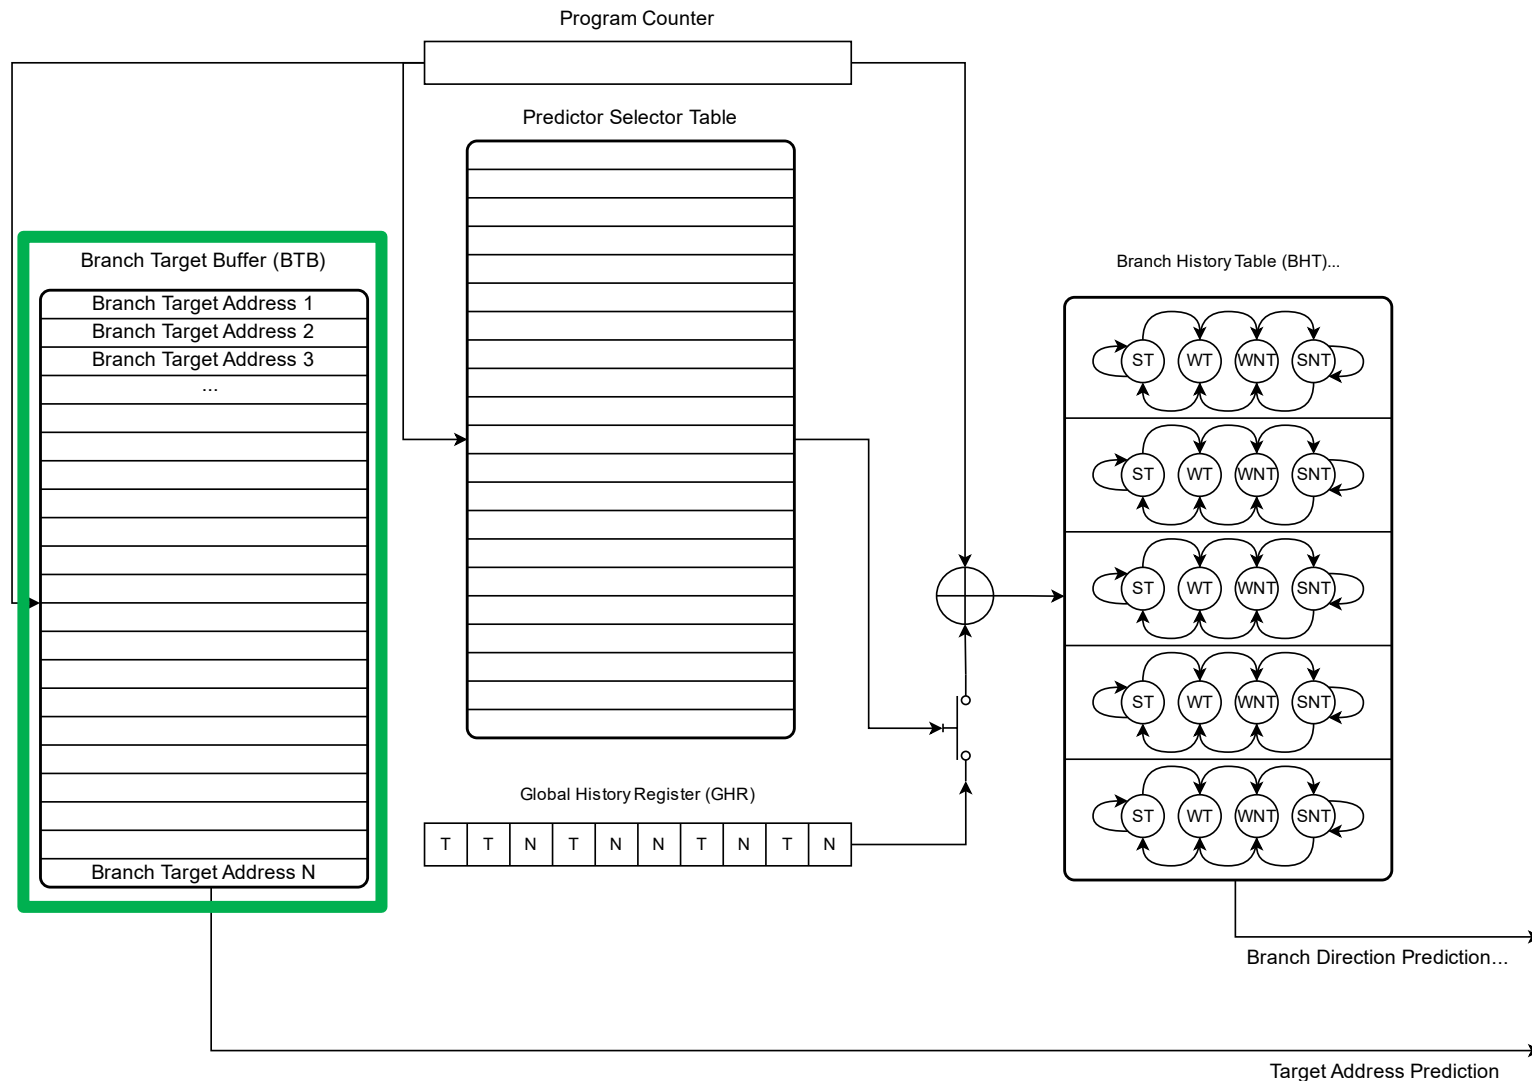 Program Counter
Predictor Selector Table
Branch Target Buffer (BTB)
Branch Target Address 1
Branch Target Address 2
Branch Target Address 3
...
Branch Target Address N
Global History Register (GHR)
T T N T N N T N T N
Branch History Table (BHT)...
ST WT WNT SNT
ST WT WNT SNT
ST WT WNT SNT
ST WT WNT SNT
ST WT WNT SNT
Branch Direction Prediction...
Target Address Prediction